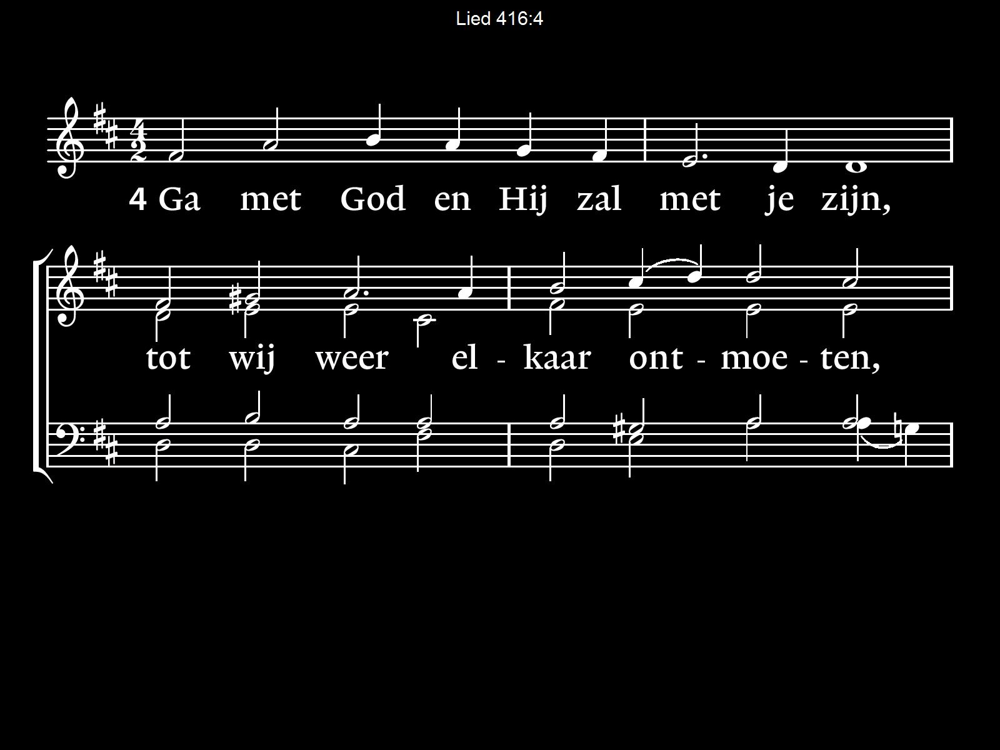 Lied 416:4
4 Ga met God en Hij zal met je zijn,
tot wij weer el - kaar ont - moe - ten,